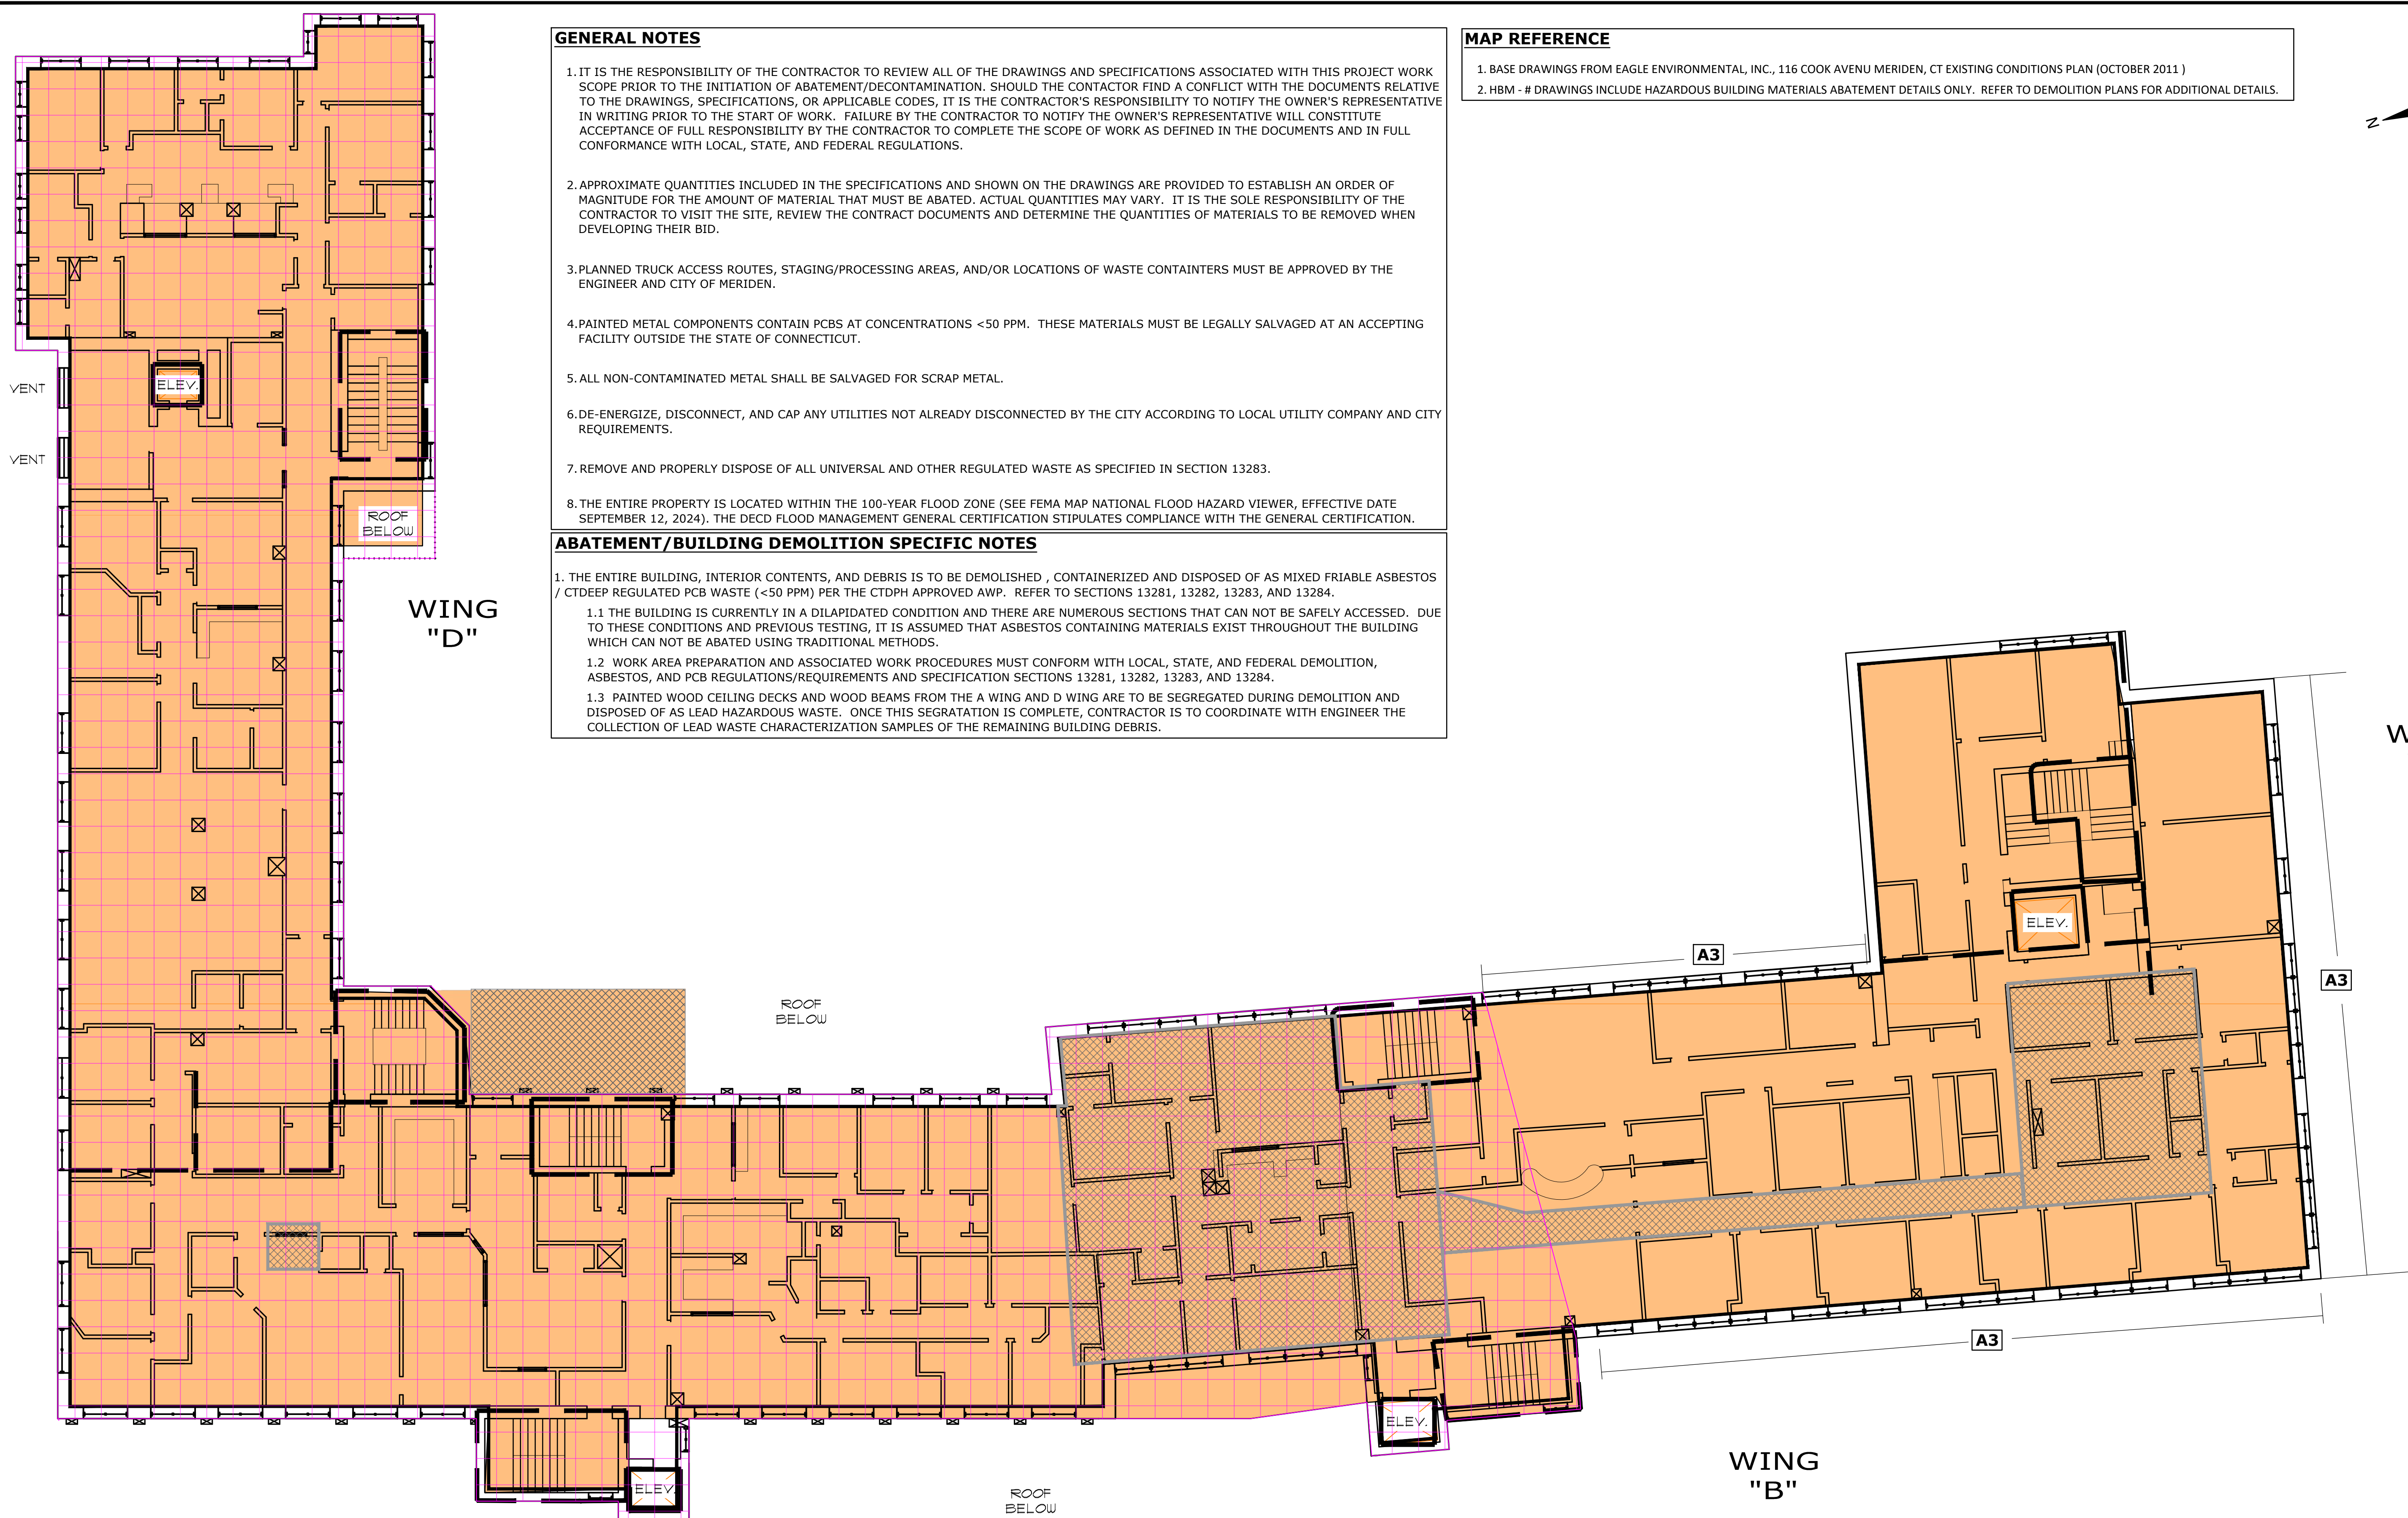 GENERAL NOTES
1. IT IS THE RESPONSIBILITY OF THE CONTRACTOR TO REVIEW ALL OF THE DRAWINGS AND SPECIFICATIONS ASSOCIATED WITH THIS PROJECT WORK
SCOPE PRIOR TO THE INITIATION OF ABATEMENT/DECONTAMINATION. SHOULD THE CONTACTOR FIND A CONFLICT WITH THE DOCUMENTS RELATIVE
TO THE DRAWINGS, SPECIFICATIONS, OR APPLICABLE CODES, IT IS THE CONTRACTOR'S RESPONSIBILITY TO NOTIFY THE OWNER'S REPRESENTATIVE
IN WRITING PRIOR TO THE START OF WORK. FAILURE BY THE CONTRACTOR TO NOTIFY THE OWNER'S REPRESENTATIVE WILL CONSTITUTE
ACCEPTANCE OF FULL RESPONSIBILITY BY THE CONTRACTOR TO COMPLETE THE SCOPE OF WORK AS DEFINED IN THE DOCUMENTS AND IN FULL
CONFORMANCE WITH LOCAL, STATE, AND FEDERAL REGULATIONS.
2. APPROXIMATE QUANTITIES INCLUDED IN THE SPECIFICATIONS AND SHOWN ON THE DRAWINGS ARE PROVIDED TO ESTABLISH AN ORDER OF
MAGNITUDE FOR THE AMOUNT OF MATERIAL THAT MUST BE ABATED. ACTUAL QUANTITIES MAY VARY. IT IS THE SOLE RESPONSIBILITY OF THE
CONTRACTOR TO VISIT THE SITE, REVIEW THE CONTRACT DOCUMENTS AND DETERMINE THE QUANTITIES OF MATERIALS TO BE REMOVED WHEN
DEVELOPING THEIR BID.
3. PLANNED TRUCK ACCESS ROUTES, STAGING/PROCESSING AREAS, AND/OR LOCATIONS OF WASTE CONTAINTERS MUST BE APPROVED BY THE
ENGINEER AND CITY OF MERIDEN.
4. PAINTED METAL COMPONENTS CONTAIN PCBS AT CONCENTRATIONS <50 PPM. THESE MATERIALS MUST BE LEGALLY SALVAGED AT AN ACCEPTING
FACILITY OUTSIDE THE STATE OF CONNECTICUT.
5. ALL NON-CONTAMINATED METAL SHALL BE SALVAGED FOR SCRAP METAL.
6. DE-ENERGIZE, DISCONNECT, AND CAP ANY UTILITIES NOT ALREADY DISCONNECTED BY THE CITY ACCORDING TO LOCAL UTILITY COMPANY AND CITY
REQUIREMENTS.
7. REMOVE AND PROPERLY DISPOSE OF ALL UNIVERSAL AND OTHER REGULATED WASTE AS SPECIFIED IN SECTION 13283.
8. THE ENTIRE PROPERTY IS LOCATED WITHIN THE 100-YEAR FLOOD ZONE (SEE FEMA MAP NATIONAL FLOOD HAZARD VIEWER, EFFECTIVE DATE
SEPTEMBER 12, 2024). THE DECD FLOOD MANAGEMENT GENERAL CERTIFICATION STIPULATES COMPLIANCE WITH THE GENERAL CERTIFICATION.
ABATEMENT/BUILDING DEMOLITION SPECIFIC NOTES
1. THE ENTIRE BUILDING, INTERIOR CONTENTS, AND DEBRIS IS TO BE DEMOLISHED , CONTAINERIZED AND DISPOSED OF AS MIXED FRIABLE ASBESTOS
/ CTDEEP REGULATED PCB WASTE (<50 PPM) PER THE CTDPH APPROVED AWP. REFER TO SECTIONS 13281, 13282, 13283, AND 13284.
1.1 THE BUILDING IS CURRENTLY IN A DILAPIDATED CONDITION AND THERE ARE NUMEROUS SECTIONS THAT CAN NOT BE SAFELY ACCESSED. DUE
TO THESE CONDITIONS AND PREVIOUS TESTING, IT IS ASSUMED THAT ASBESTOS CONTAINING MATERIALS EXIST THROUGHOUT THE BUILDING
WHICH CAN NOT BE ABATED USING TRADITIONAL METHODS.
1.2 WORK AREA PREPARATION AND ASSOCIATED WORK PROCEDURES MUST CONFORM WITH LOCAL, STATE, AND FEDERAL DEMOLITION,
ASBESTOS, AND PCB REGULATIONS/REQUIREMENTS AND SPECIFICATION SECTIONS 13281, 13282, 13283, AND 13284.
1.3 PAINTED WOOD CEILING DECKS AND WOOD BEAMS FROM THE A WING AND D WING ARE TO BE SEGREGATED DURING DEMOLITION AND
DISPOSED OF AS LEAD HAZARDOUS WASTE. ONCE THIS SEGRATATION IS COMPLETE, CONTRACTOR IS TO COORDINATE WITH ENGINEER THE
COLLECTION OF LEAD WASTE CHARACTERIZATION SAMPLES OF THE REMAINING BUILDING DEBRIS.
MAP REFERENCE
1. BASE DRAWINGS FROM EAGLE ENVIRONMENTAL, INC., 116 COOK AVENU MERIDEN, CT EXISTING CONDITIONS PLAN (OCTOBER 2011 )
2. HBM - # DRAWINGS INCLUDE HAZARDOUS BUILDING MATERIALS ABATEMENT DETAILS ONLY. REFER TO DEMOLITION PLANS FOR ADDITIONAL DETAILS.
N
VENT
ELEV.
VENT
ROOF
BELOW
WING
"D"
W
ELEV.
A3
A3
ROOF
BELOW
A3
ELEV.
ELEV.
ROOF
BELOW
WING
"B"